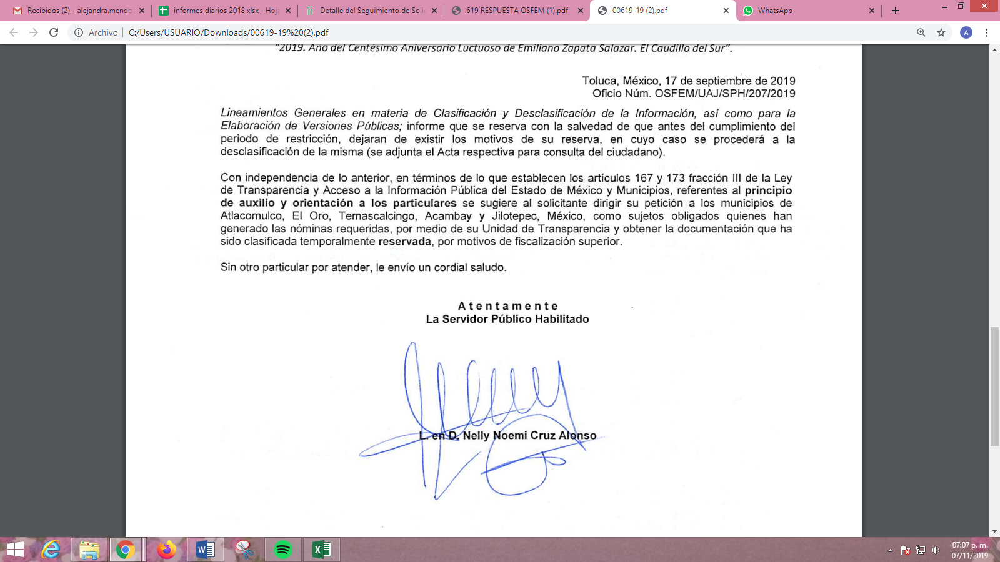 Recibidos (2) - alejandra.mendo
informes diarios 2018.xlsx - Hoja
Detalle del Seguimiento de Solic
619 RESPUESTA OSFEM (1).pdf
00619-19 (2).pdf
WhatsApp
Archivo
C:/Users/USUARIO/Downloads/00619-19%20(2).pdf
A
"2019. Año del Centésimo Aniversario Luctuoso de Emiliano Zapata Salazar. El Caudillo del Sur".
Toluca, México, 17 de septiembre de 2019
Oficio Núm. OSFEM/UAJ/SPH/207/2019
Lineamientos Generales en materia de Clasificación y Desclasificación de la Información, así como para la
Elaboración de Versiones Públicas; informe que se reserva con la salvedad de que antes del cumplimiento del
periodo de restricción, dejaran de existir los motivos de su reserva, en cuyo caso se procederá a la
desclasificación de la misma (se adjunta el Acta respectiva para consulta del ciudadano).
Con independencia de lo anterior, en términos de lo que establecen los artículos 167 y 173 fracción III de la Ley
de Transparencia y Acceso a la Información Pública del Estado de México y Municipios, referentes al principio
de auxilio y orientación a los particulares se sugiere al solicitante dirigir su petición a los municipios de
Atlacomulco, El Oro, Temascalcingo, Acambay y Jilotepec, México, como sujetos obligados quienes han
generado las nóminas requeridas, por medio de su Unidad de Transparencia y obtener la documentación que ha
sido clasificada temporalmente reservada, por motivos de fiscalización superior.
Sin otro particular por atender, le envío un cordial saludo.
A t e n t a m e n t e
La Servidor Público Habilitado
L. en D. Nelly Noemi Cruz Alonso
07:07 p. m.
07/11/2019